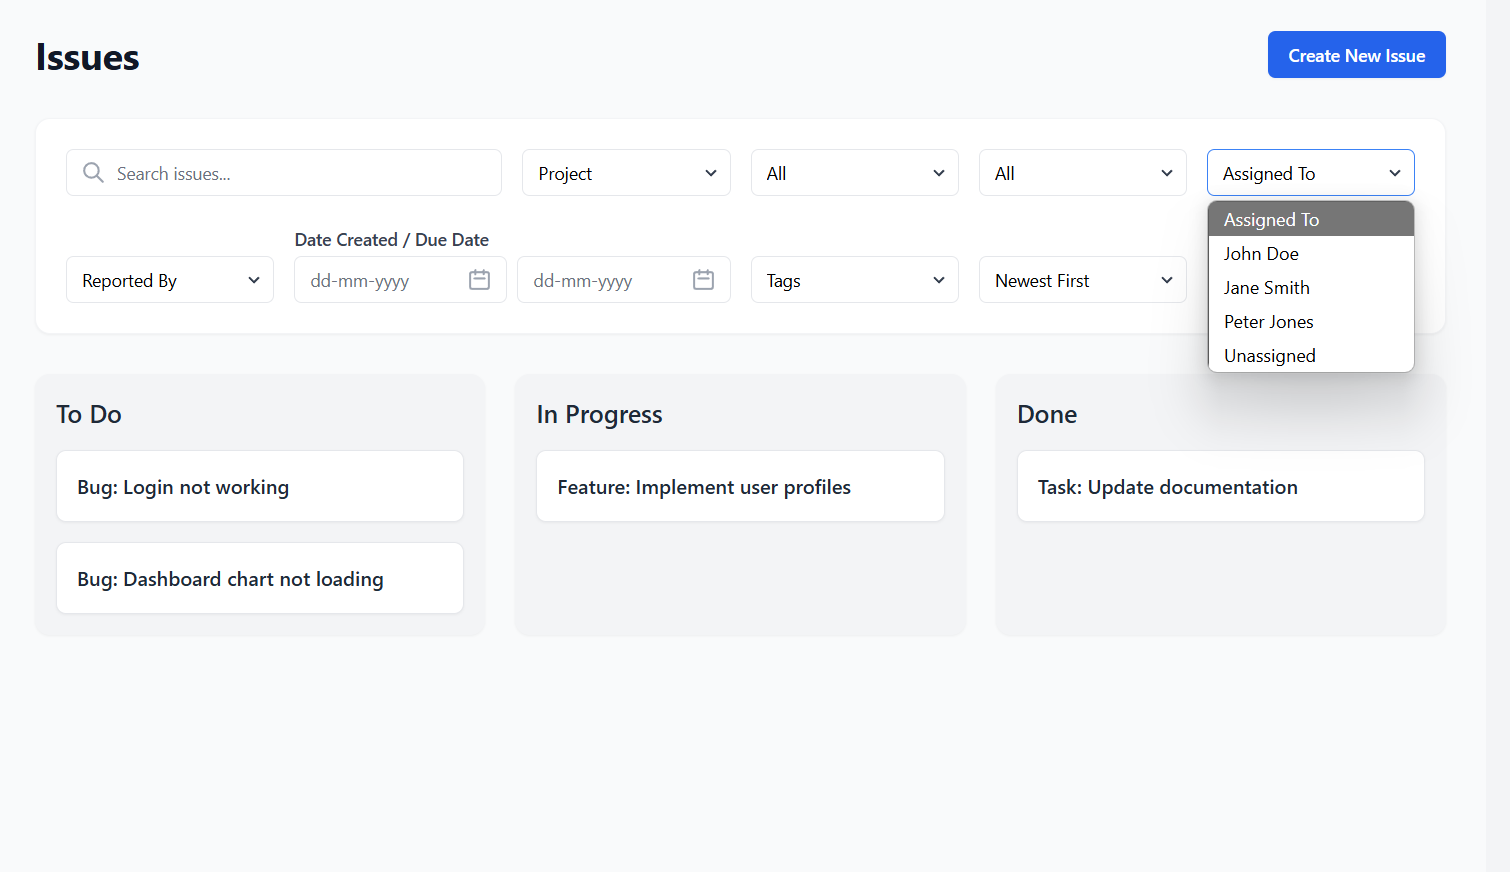 Issues
Create New Issue
Search issues...
Project
All
All
Assigned To
Assigned To
John Doe
Jane Smith
Peter Jones
Unassigned
Date Created / Due Date
Reported By
dd-mm-yyyy
dd-mm-yyyy
Tags
Newest First
To Do
Bug: Login not working
Bug: Dashboard chart not loading
In Progress
Feature: Implement user profiles
Done
Task: Update documentation